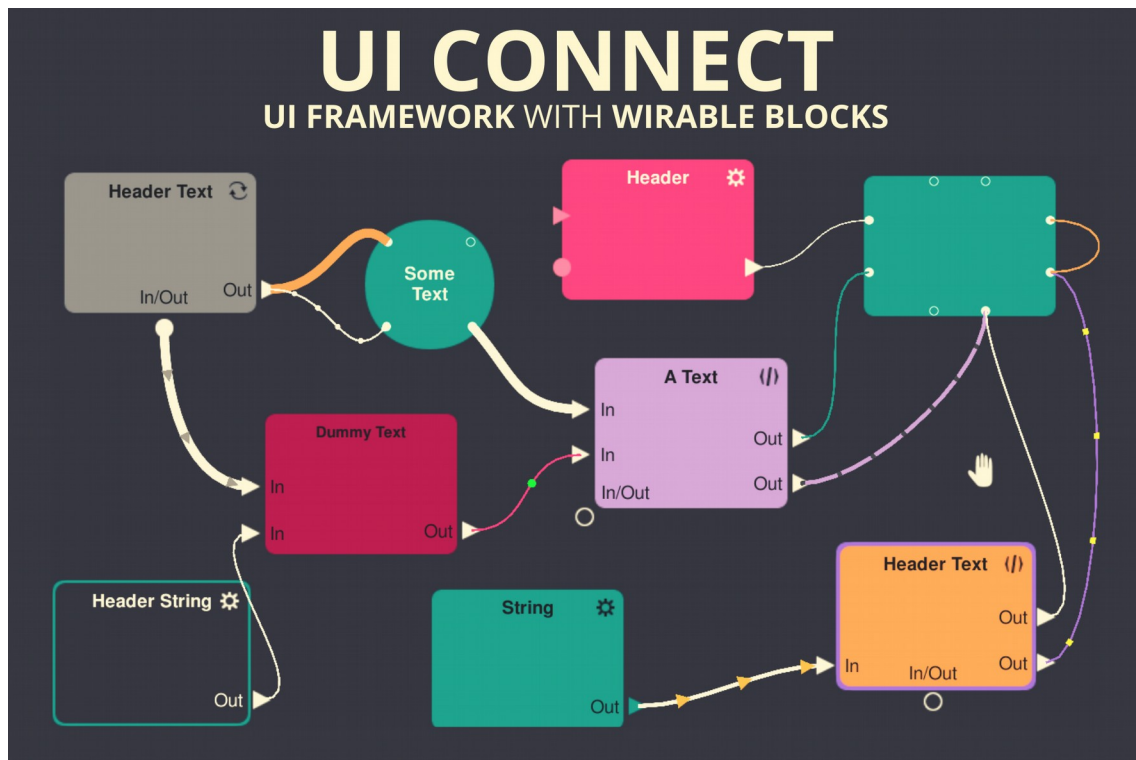 UI CONNECT
UI FRAMEWORK WITH WIRABLE BLOCKS
Header Text
In/Out
Out
Some
Text
Header
A Text
In
In
In/Out
Out
Out
Dummy Text
In
In
Out
Header String
Out
String
Out
Header Text
In
In/Out
Out
Out